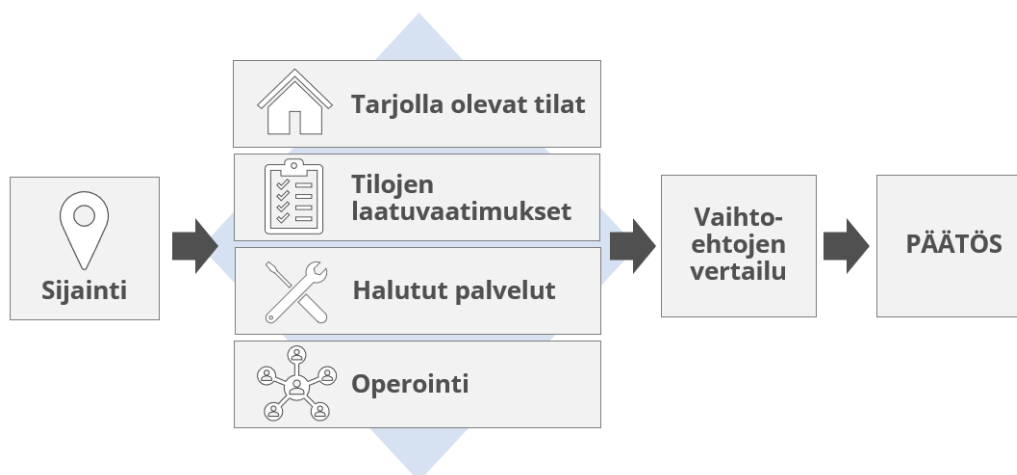 Sijainti
Tarjolla olevat tilat
Tilojen
laatuvaatimukset
Halutut palvelut
Operointi
Vaihto-
ehtojen
vertailu
PÄÄTÖS